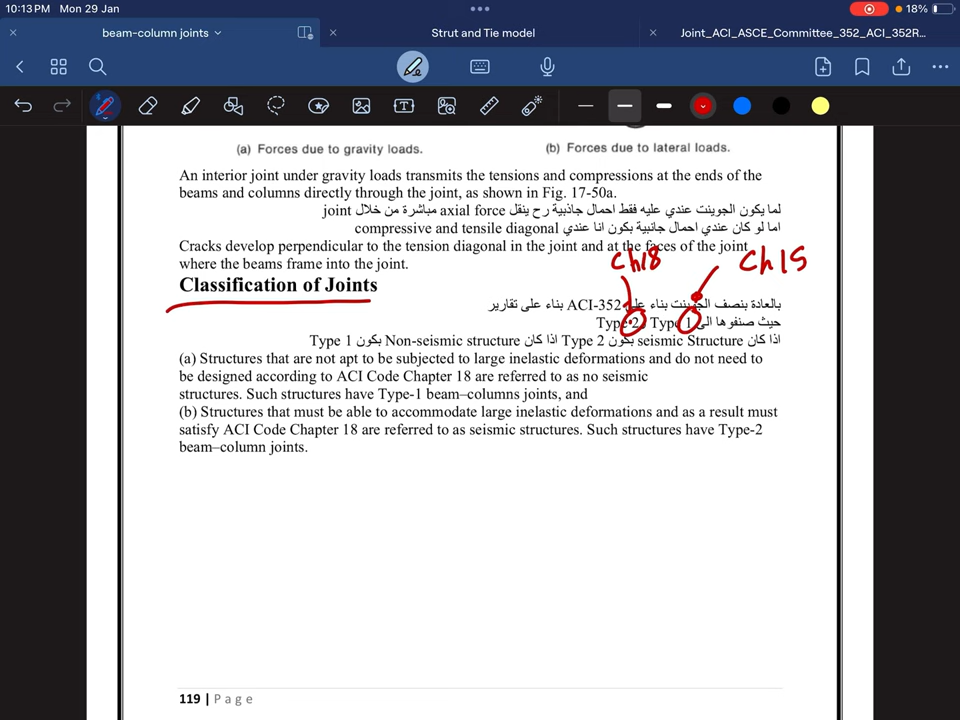 10:13 PM Mon 29 Jan
18%
beam-column joints
Strut and Tie model
Joint_ACI_ASCE_Committee_352_ACI_352R...
(a) Forces due to gravity loads.
(b) Forces due to lateral loads.
An interior joint under gravity loads transmits the tensions and compressions at the ends of the
beams and columns directly through the joint, as shown in Fig. 17-50a.
لما يكون الجوينت عندي عليه فقط احمال جاذبية رح ينقل axial force مباشرة من خلال joint
اما لو كان عندي احمال جانبية بكون انا عندي compressive and tensile diagonal
Cracks develop perpendicular to the tension diagonal in the joint and at the faces of the joint
where the beams frame into the joint.
Ch18
Ch 15
Classification of Joints
بالعادة بنصف الجوينت بناء على ACI-352 بناء على تقارير
حيث صنفوها الى Type 1 Type 2
اذا كان seismic Structure بكون Type 2 اذا كان Non-seismic structure بكون Type 1
(a) Structures that are not apt to be subjected to large inelastic deformations and do not need to
be designed according to ACI Code Chapter 18 are referred to as no seismic
structures. Such structures have Type-1 beam–columns joints, and
(b) Structures that must be able to accommodate large inelastic deformations and as a result must
satisfy ACI Code Chapter 18 are referred to as seismic structures. Such structures have Type-2
beam–column joints.
119 | Page